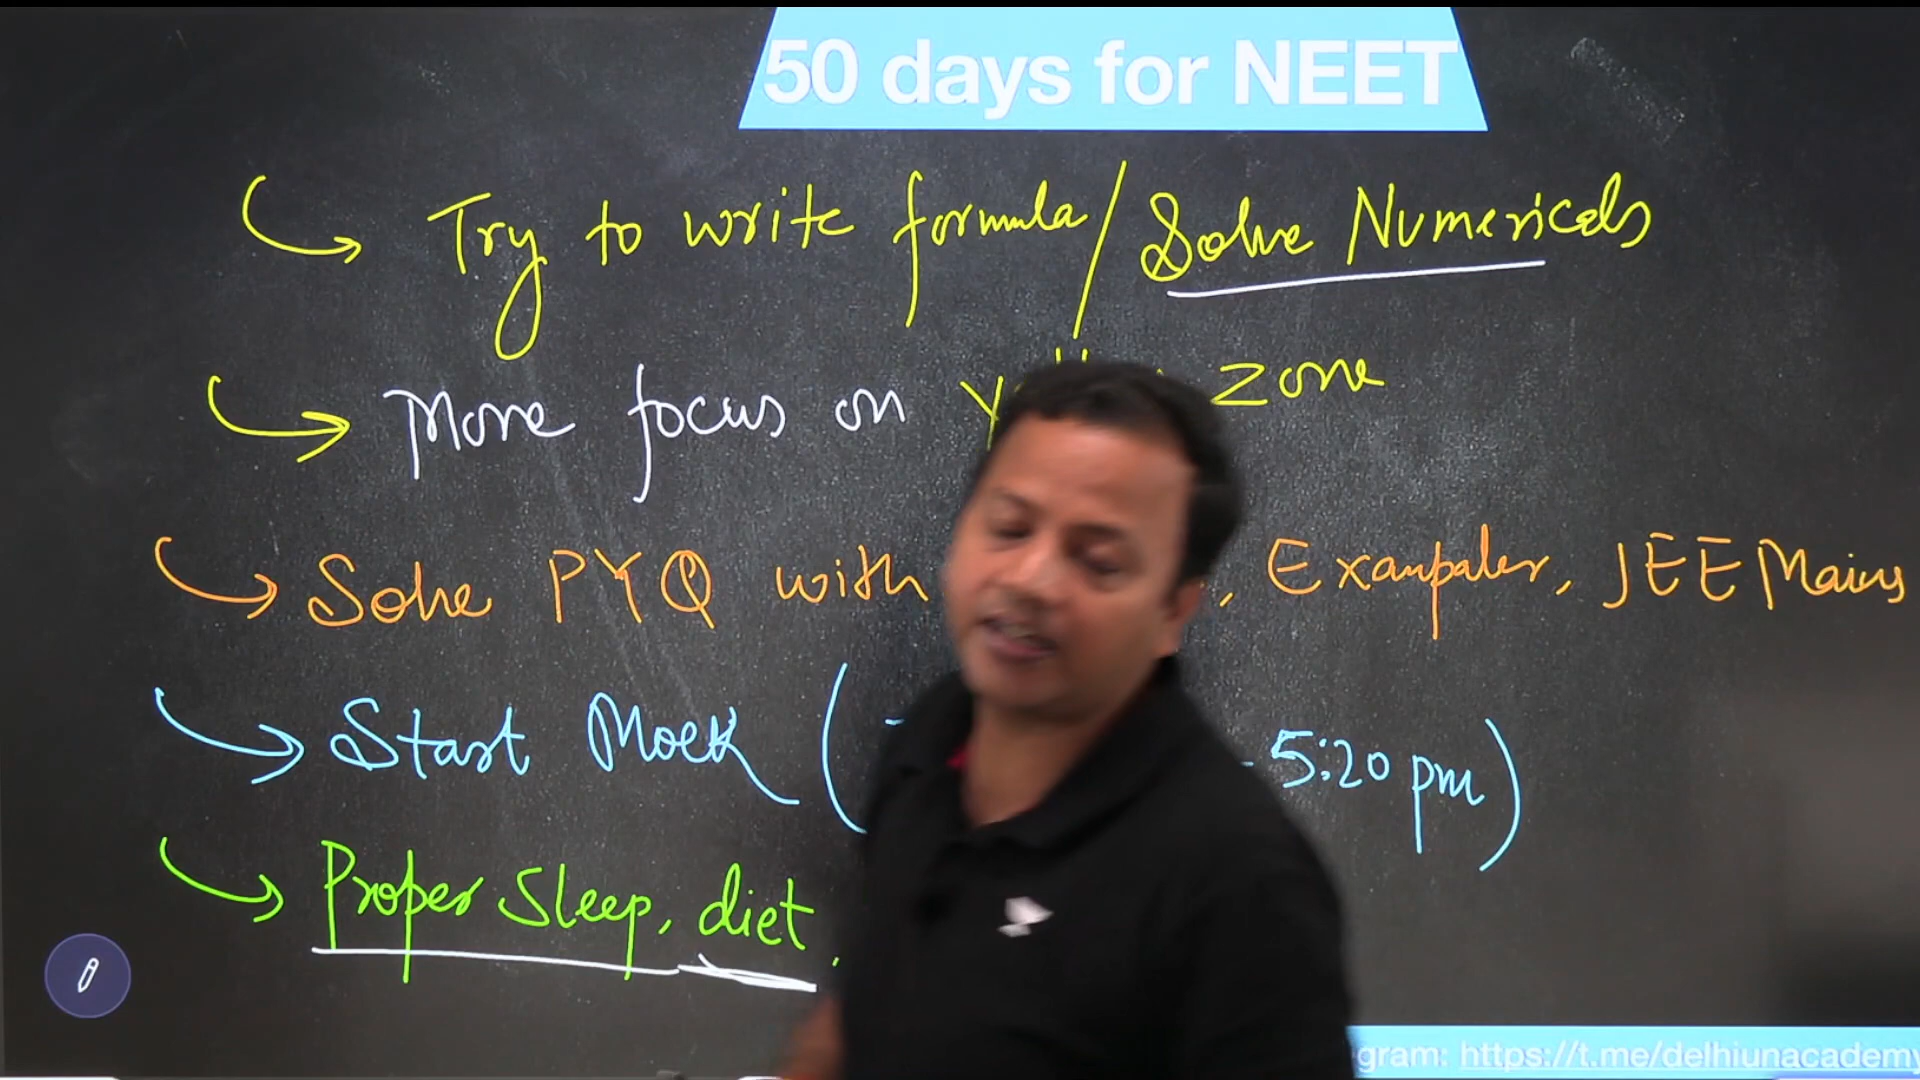 50 days for NEET
Try to write formula / Solve Numericals
More focus on zone
Solve PYQ with , Exampaler, JEE Mains
Start Mock ( - 5:20 pm)
Proper Sleep, diet,
gram: https://t.me/delhiunacademy